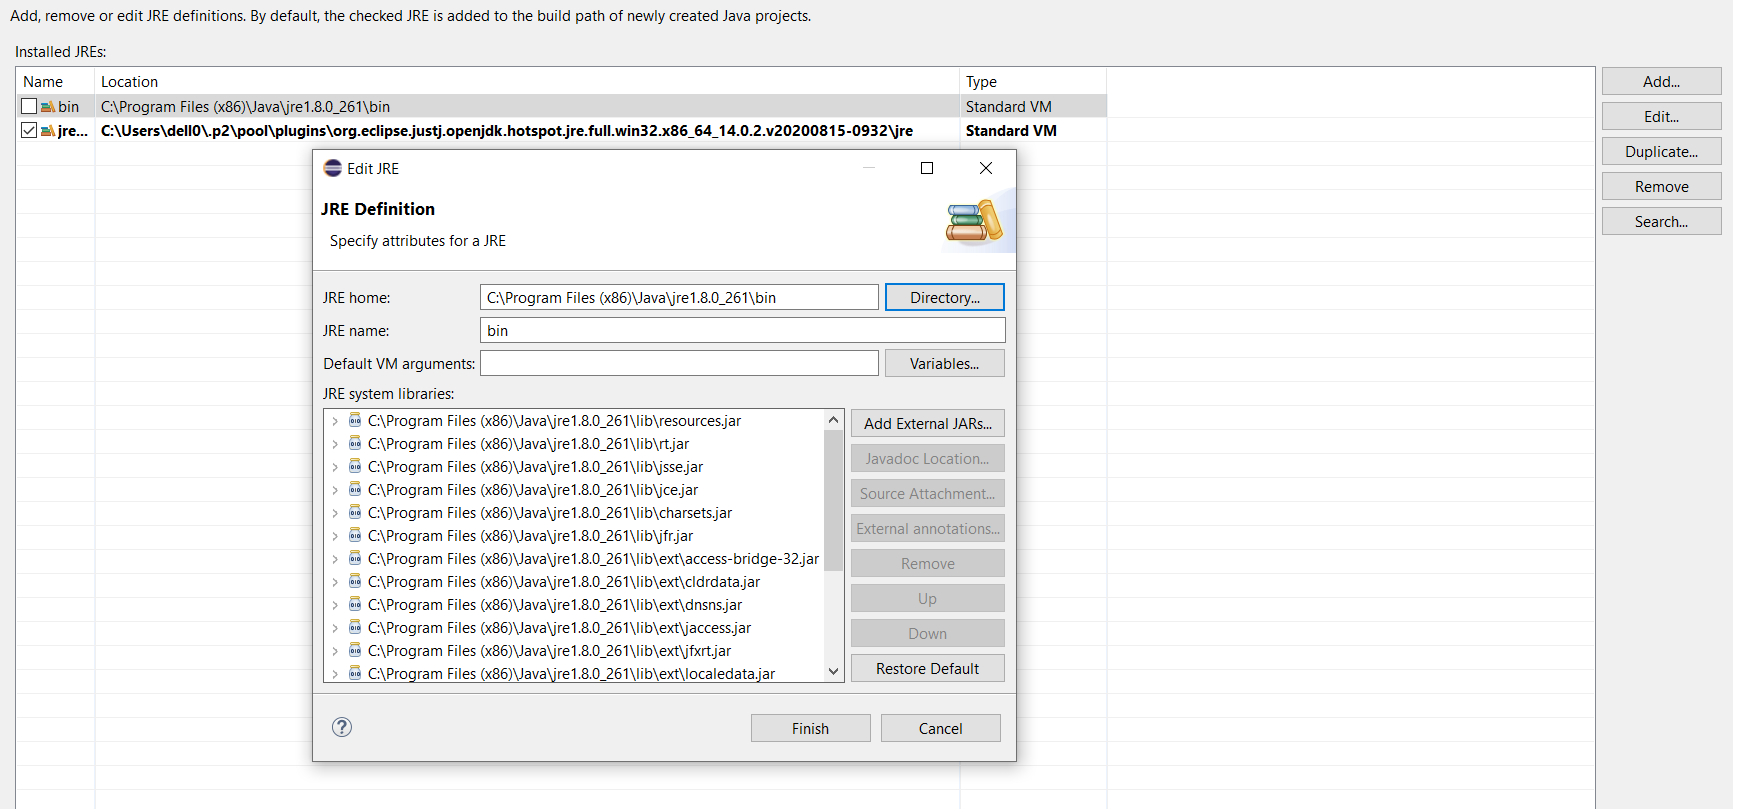 Add, remove or edit JRE definitions. By default, the checked JRE is added to the build path of newly created Java projects.
Installed JREs:
Name Location Type
bin C:\Program Files (x86)\Java\jre1.8.0_261\bin Standard VM
jre... C:\Users\dell0\.p2\pool\plugins\org.eclipse.justj.openjdk.hotspot.jre.full.win32.x86_64_14.0.2.v20200815-0932\jre Standard VM
Add...
Edit...
Duplicate...
Remove
Search...
Edit JRE
JRE Definition
Specify attributes for a JRE
JRE home: C:\Program Files (x86)\Java\jre1.8.0_261\bin Directory...
JRE name: bin
Default VM arguments: Variables...
JRE system libraries:
C:\Program Files (x86)\Java\jre1.8.0_261\lib\resources.jar
C:\Program Files (x86)\Java\jre1.8.0_261\lib\rt.jar
C:\Program Files (x86)\Java\jre1.8.0_261\lib\jsse.jar
C:\Program Files (x86)\Java\jre1.8.0_261\lib\jce.jar
C:\Program Files (x86)\Java\jre1.8.0_261\lib\charsets.jar
C:\Program Files (x86)\Java\jre1.8.0_261\lib\jfr.jar
C:\Program Files (x86)\Java\jre1.8.0_261\lib\ext\access-bridge-32.jar
C:\Program Files (x86)\Java\jre1.8.0_261\lib\ext\cldrdata.jar
C:\Program Files (x86)\Java\jre1.8.0_261\lib\ext\dnsns.jar
C:\Program Files (x86)\Java\jre1.8.0_261\lib\ext\jaccess.jar
C:\Program Files (x86)\Java\jre1.8.0_261\lib\ext\jfxrt.jar
C:\Program Files (x86)\Java\jre1.8.0_261\lib\ext\localedata.jar
Add External JARs...
Javadoc Location...
Source Attachment...
External annotations...
Remove
Up
Down
Restore Default
? Finish Cancel